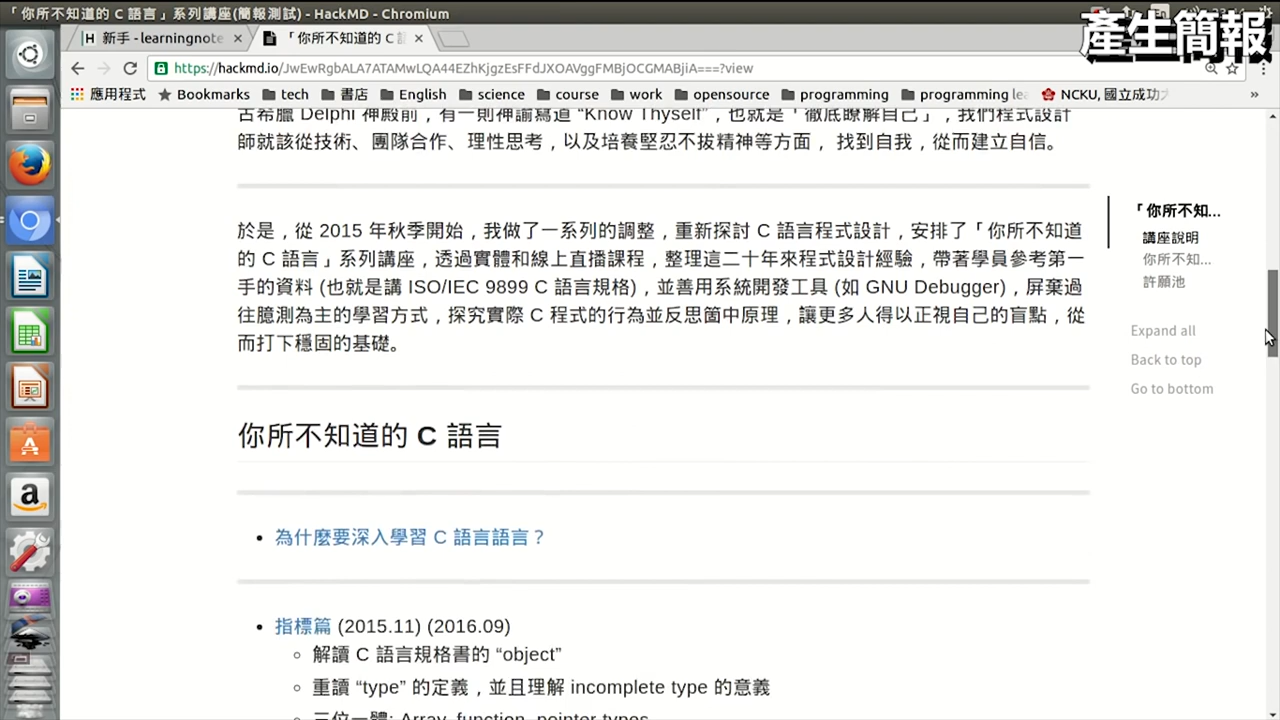 「你所不知道的 C 語言」系列講座(簡報測試) - HackMD - Chromium
產生簡報
新手 - learningnote
「你所不知道的 C
https://hackmd.io/JwEwRgbALA7ATAMwLQA44EZhKjgzEsFFdJXOAVggFMBjOCGMABjiA===?view
應用程式 Bookmarks tech 書店 English science course work opensource programming programming le NCKU, 國立成功 »
古希臘 Delphi 神殿前，有一則神諭寫道 “Know Thyself”，也就是「徹底瞭解自己」，我們程式設計
師就該從技術、團隊合作、理性思考，以及培養堅忍不拔精神等方面， 找到自我，從而建立自信。
於是，從 2015 年秋季開始，我做了一系列的調整，重新探討 C 語言程式設計，安排了「你所不知道
的 C 語言」系列講座，透過實體和線上直播課程，整理這二十年來程式設計經驗，帶著學員參考第一
手的資料 (也就是講 ISO/IEC 9899 C 語言規格)，並善用系統開發工具 (如 GNU Debugger)，屏棄過
往臆測為主的學習方式，探究實際 C 程式的行為並反思箇中原理，讓更多人得以正視自己的盲點，從
而打下穩固的基礎。
你所不知道的 C 語言
為什麼要深入學習 C 語言語言？
指標篇 (2015.11) (2016.09)
解讀 C 語言規格書的 “object”
重讀 “type” 的定義，並且理解 incomplete type 的意義
三位一體: Array, function, pointer types
「你所不知...
講座說明
你所不知...
許願池
Expand all
Back to top
Go to bottom